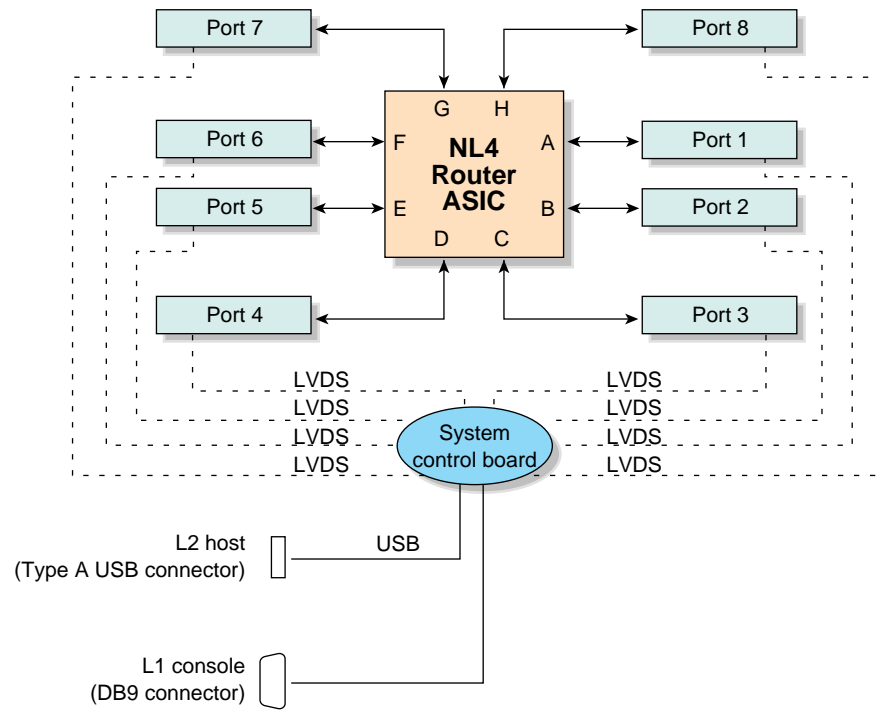 Port 7
Port 8
G H
Port 6
F
NL4
Router
ASIC
A
Port 1
Port 5
E
B
Port 2
D C
Port 4
Port 3
LVDS
LVDS
LVDS
LVDS
LVDS
LVDS
LVDS
LVDS
System
control board
L2 host
(Type A USB connector)
USB
L1 console
(DB9 connector)